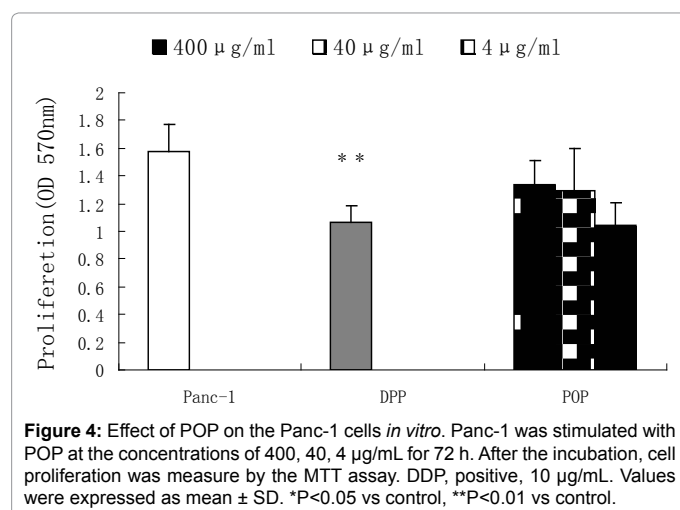 400 μg/ml 40 μg/ml 4 μg/ml
Proliferetion(OD 570nm)
2
1.8
1.6
1.4
1.2
1
0.8
0.6
0.4
0.2
0
**
Panc-1 DPP POP
Figure 4: Effect of POP on the Panc-1 cells in vitro. Panc-1 was stimulated with
POP at the concentrations of 400, 40, 4 μg/mL for 72 h. After the incubation, cell
proliferation was measure by the MTT assay. DDP, positive, 10 μg/mL. Values
were expressed as mean ± SD. *P<0.05 vs control, **P<0.01 vs control.